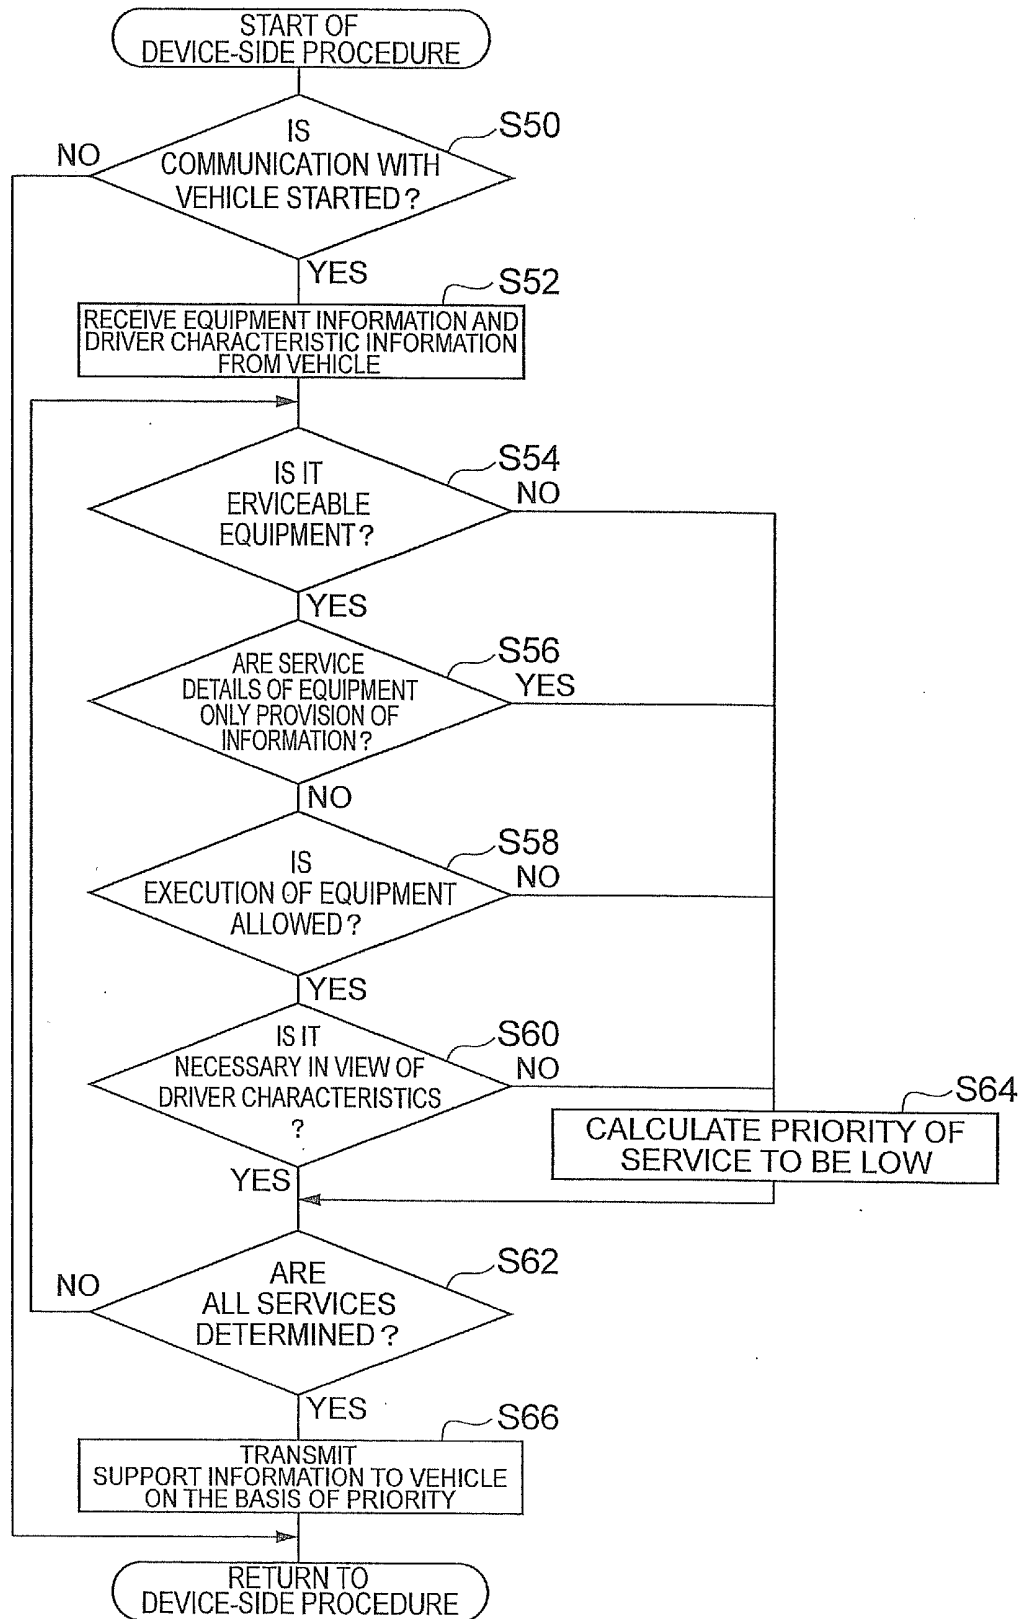 START OF
DEVICE-SIDE PROCEDURE
S50
IS
COMMUNICATION WITH
VEHICLE STARTED?
NO
YES
S52
RECEIVE EQUIPMENT INFORMATION AND
DRIVER CHARACTERISTIC INFORMATION
FROM VEHICLE
S54
IS IT
ERVICEABLE
EQUIPMENT?
NO
YES
S56
ARE SERVICE
DETAILS OF EQUIPMENT
ONLY PROVISION OF
INFORMATION?
YES
NO
S58
IS
EXECUTION OF EQUIPMENT
ALLOWED?
NO
YES
S60
IS IT
NECESSARY IN VIEW OF
DRIVER CHARACTERISTICS
?
NO
YES
S64
CALCULATE PRIORITY OF
SERVICE TO BE LOW
S62
ARE
ALL SERVICES
DETERMINED?
NO
YES
S66
TRANSMIT
SUPPORT INFORMATION TO VEHICLE
ON THE BASIS OF PRIORITY
RETURN TO
DEVICE-SIDE PROCEDURE